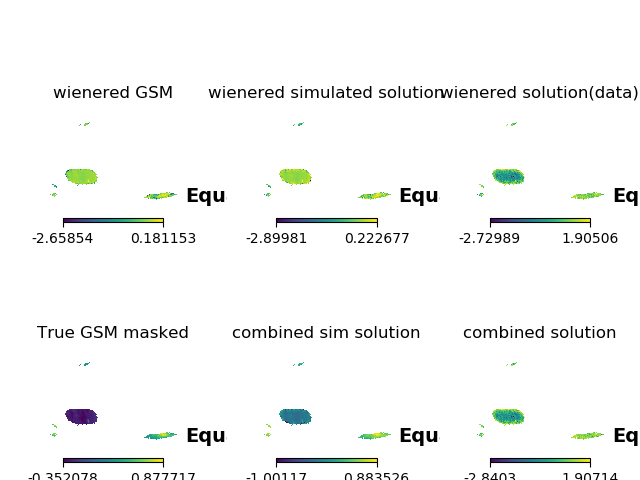 wienered GSM
wienered simulated solution
wienered solution(data)
Equ
Equ
Eq
-2.65854 0.181153
-2.89981 0.222677
-2.72989 1.90506
True GSM masked
combined sim solution
combined solution
Equ
Equ
Eq
-0.352078 0.877717
-1.00117 0.883526
-2.8403 1.90714